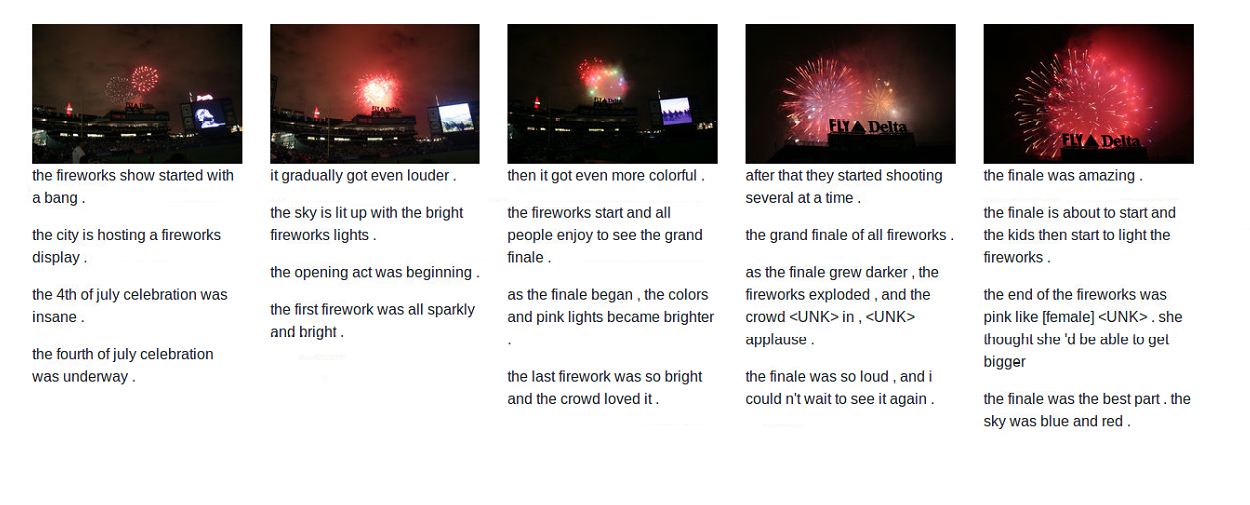 the fireworks show started with
a bang .
the city is hosting a fireworks
display .
the 4th of july celebration was
insane .
the fourth of july celebration
was underway .
it gradually got even louder .
the sky is lit up with the bright
fireworks lights .
the opening act was beginning .
the first firework was all sparkly
and bright .
then it got even more colorful .
the fireworks start and all
people enjoy to see the grand
finale .
as the finale began , the colors
and pink lights became brighter
.
the last firework was so bright
and the crowd loved it .
FLY Delta
after that they started shooting
several at a time .
the grand finale of all fireworks .
as the finale grew darker , the
fireworks exploded , and the
crowd <UNK> in , <UNK>
applause .
the finale was so loud , and i
could n't wait to see it again .
FLY Delta
the finale was amazing .
the finale is about to start and
the kids then start to light the
fireworks .
the end of the fireworks was
pink like [female] <UNK> . she
thought she 'd be able to get
bigger
the finale was the best part . the
sky was blue and red .